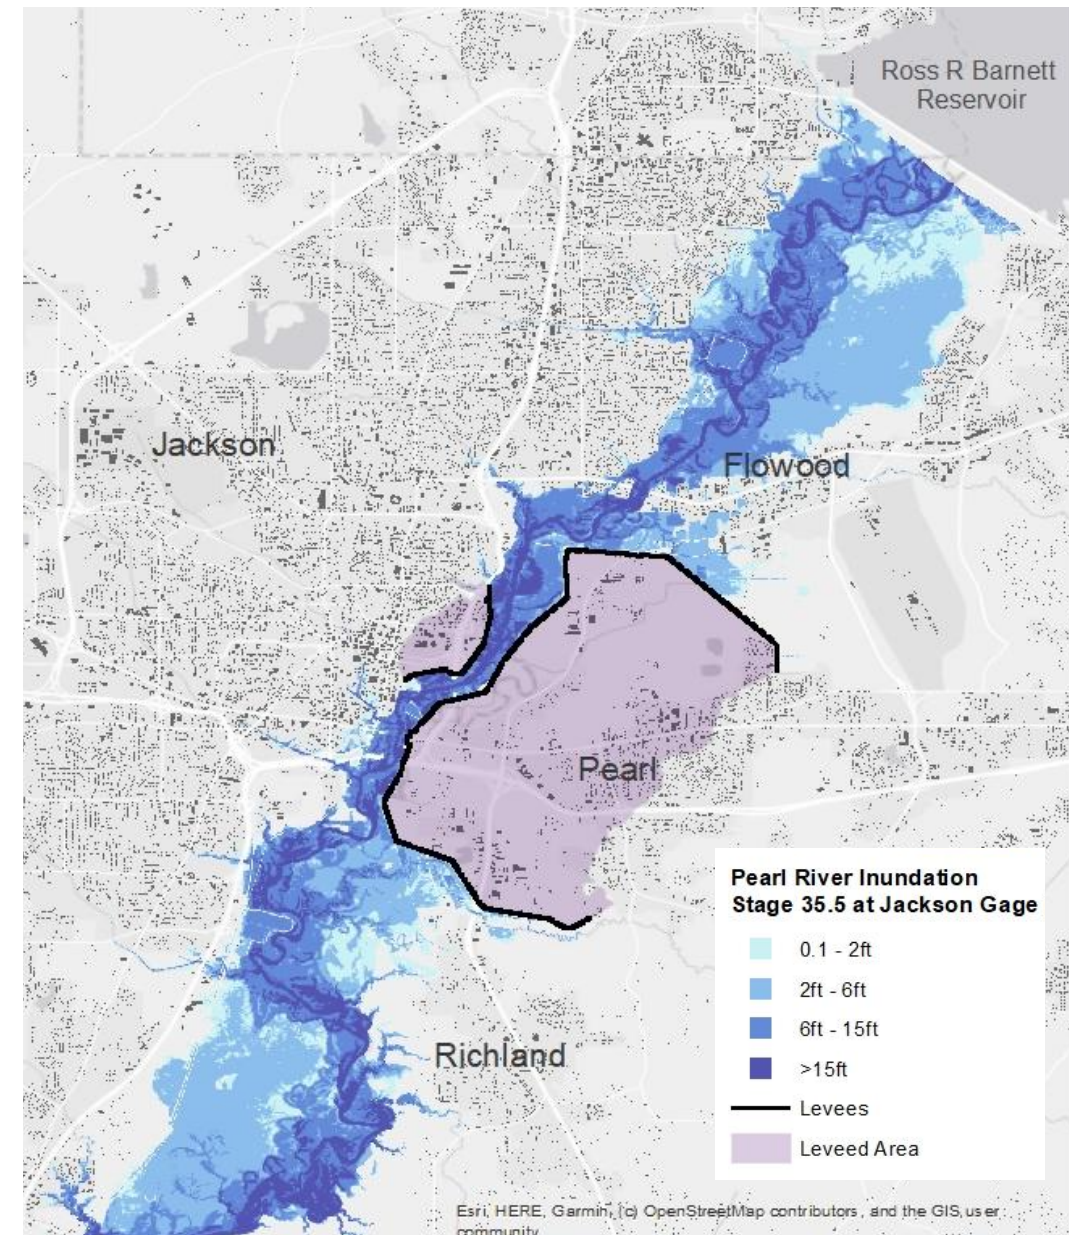 Ross R Barnett
Reservoir
Jackson
Flowood
Pearl
Pearl River Inundation
Stage 35.5 at Jackson Gage
0.1 - 2ft
2ft - 6ft
6ft - 15ft
>15ft
Levees
Leveed Area
Richland
Esri, HERE, Garmin, (c) OpenStreetMap contributors, and the GIS user
community